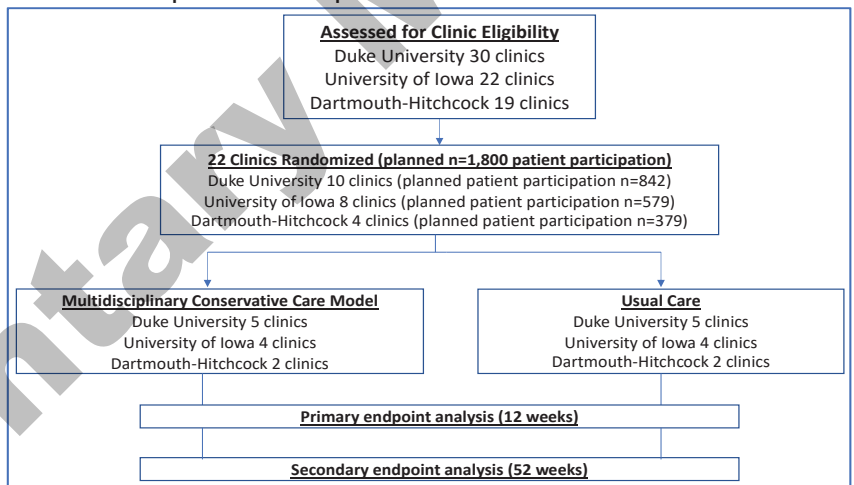 Assessed for Clinic Eligibility
Duke University 30 clinics
University of Iowa 22 clinics
Dartmouth-Hitchcock 19 clinics
22 Clinics Randomized (planned n=1,800 patient participation)
Duke University 10 clinics (planned patient participation n=842)
University of Iowa 8 clinics (planned patient participation n=579)
Dartmouth-Hitchcock 4 clinics (planned patient participation n=379)
Multidisciplinary Conservative Care Model
Duke University 5 clinics
University of Iowa 4 clinics
Dartmouth-Hitchcock 2 clinics
Usual Care
Duke University 5 clinics
University of Iowa 4 clinics
Dartmouth-Hitchcock 2 clinics
Primary endpoint analysis (12 weeks)
Secondary endpoint analysis (52 weeks)
ntary